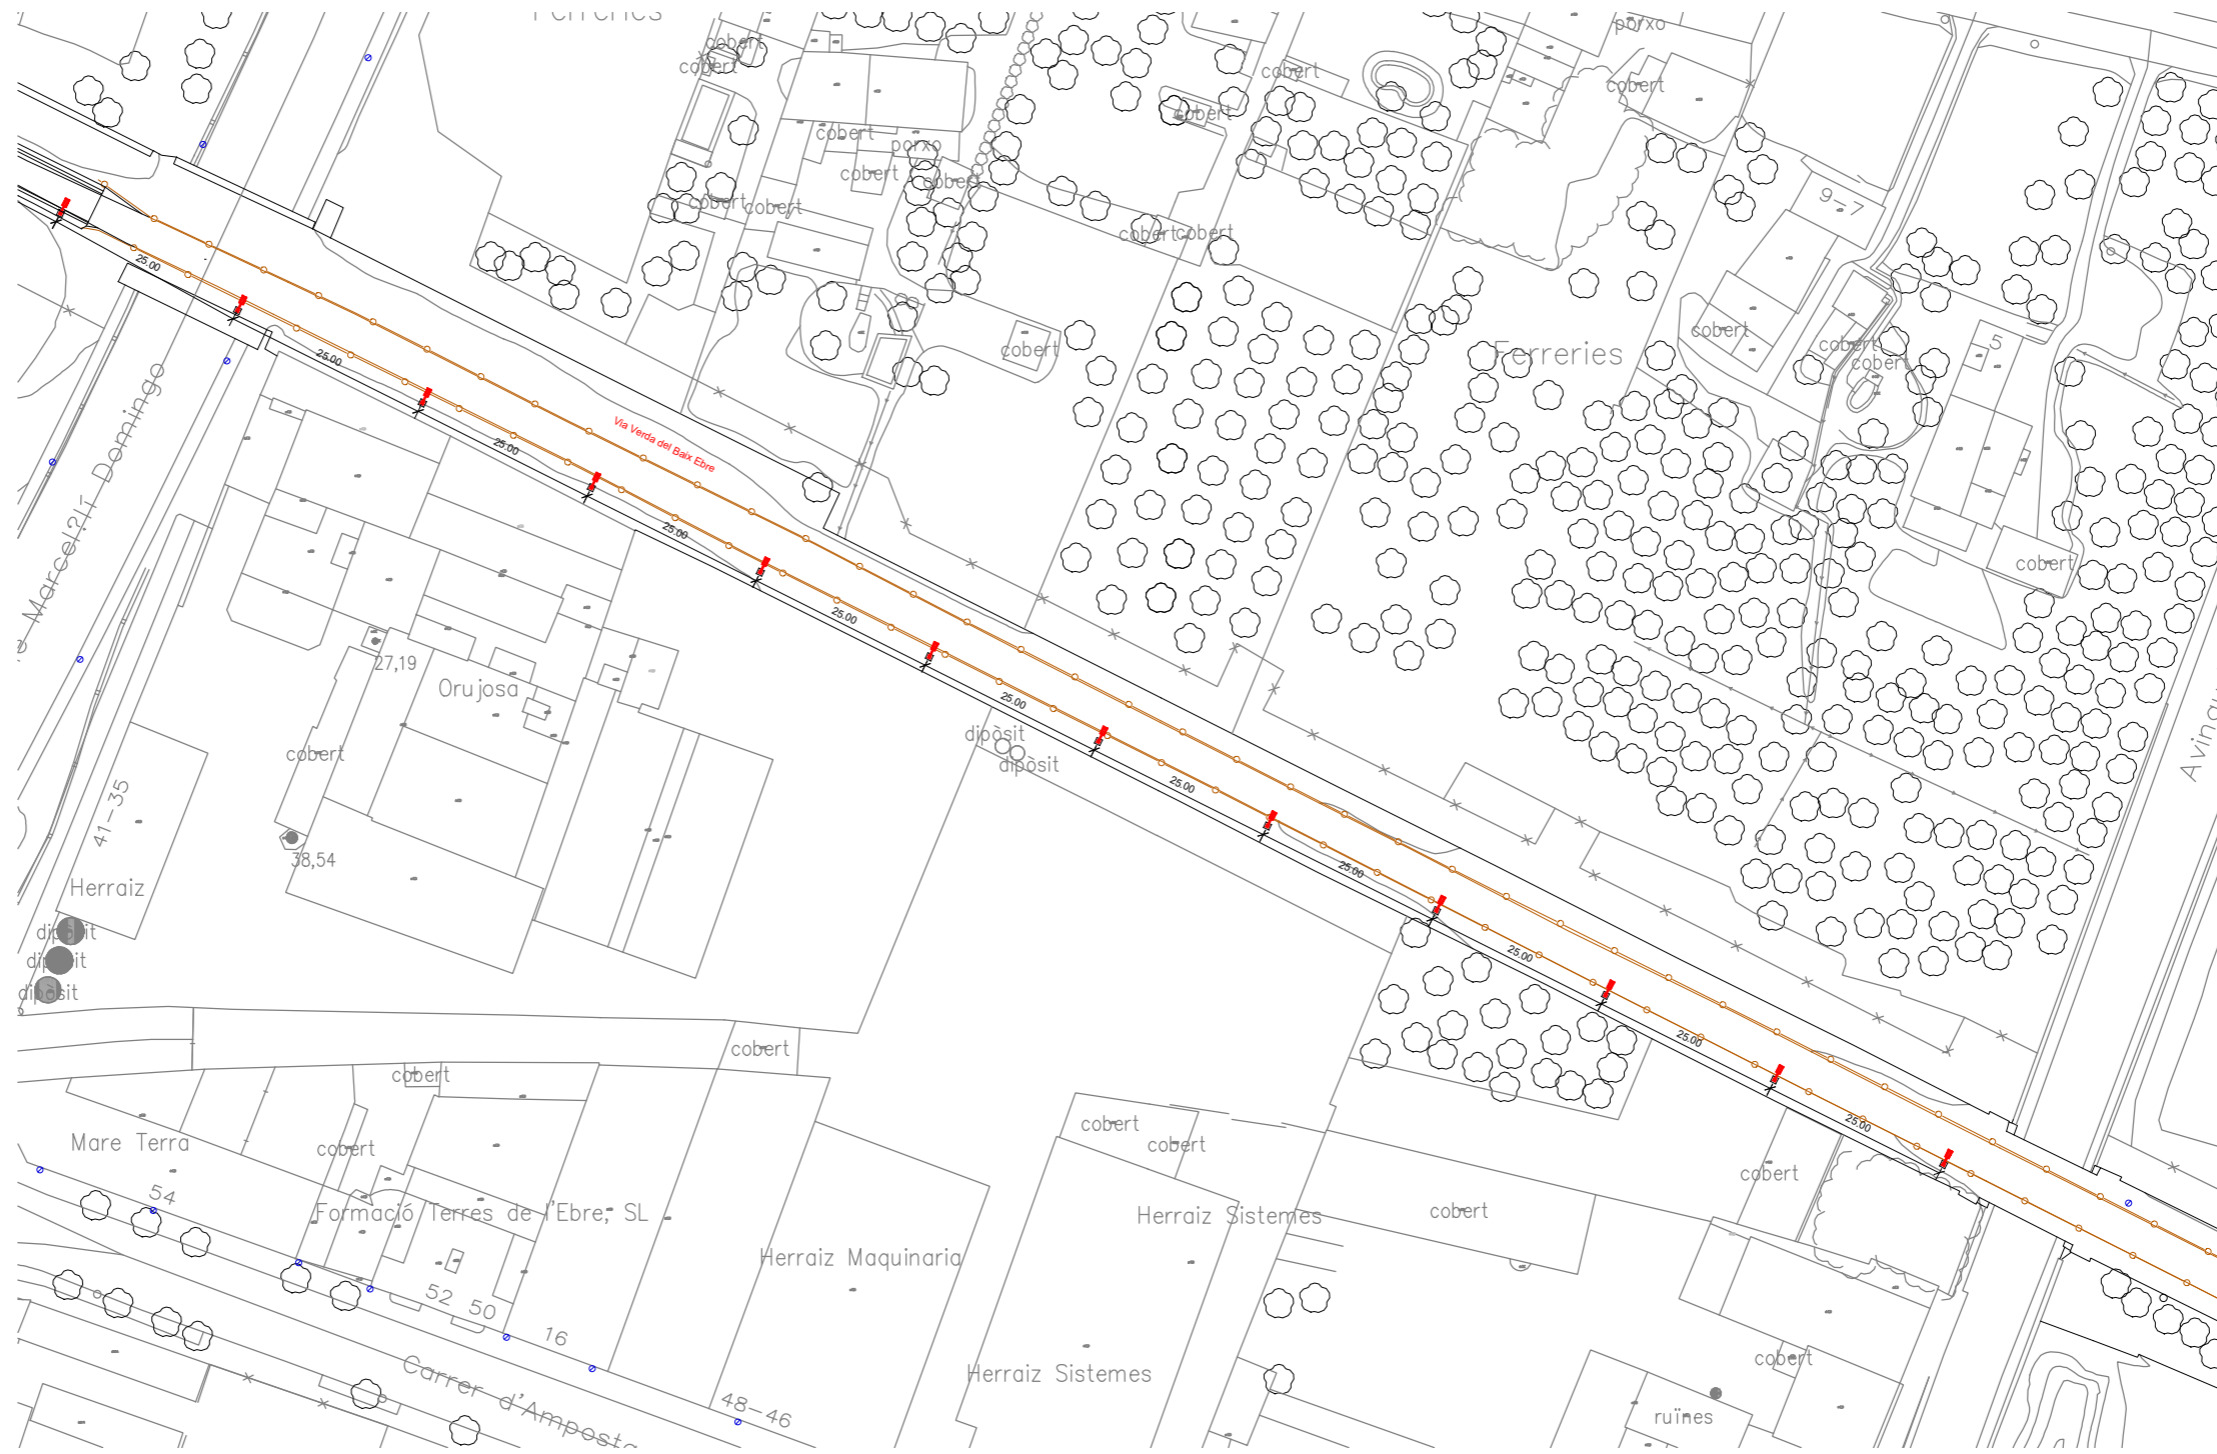 Ferreries
porxo
cobert
cobert
cobert
cobert
cobert
cobert
porxo
cobert
cobert
cobert
cobert
9-7
cobert
cobert
25.00
25.00
cobert
cobert
cobert
cobert
5
Ferreries
Via Verda del Baix Ebre
25.00
25.00
cobert
Domingo
25.00
27,19
Orujosa
25.00
dipòsit
dipòsit
cobert
25.00
41-35
38,54
Herraiz
25.00
dipòsit
dipòsit
dipòsit
25.00
25.00
cobert
cobert
25.00
cobert
cobert
Mare Terra
cobert
cobert
54
Formació Terres de l'Ebre, SL
Herraiz Sistemes
cobert
Herraiz Maquinaria
52 50
16
cobert
Herraiz Sistemes
Carrer d'Amposta
48-46
ruïnes